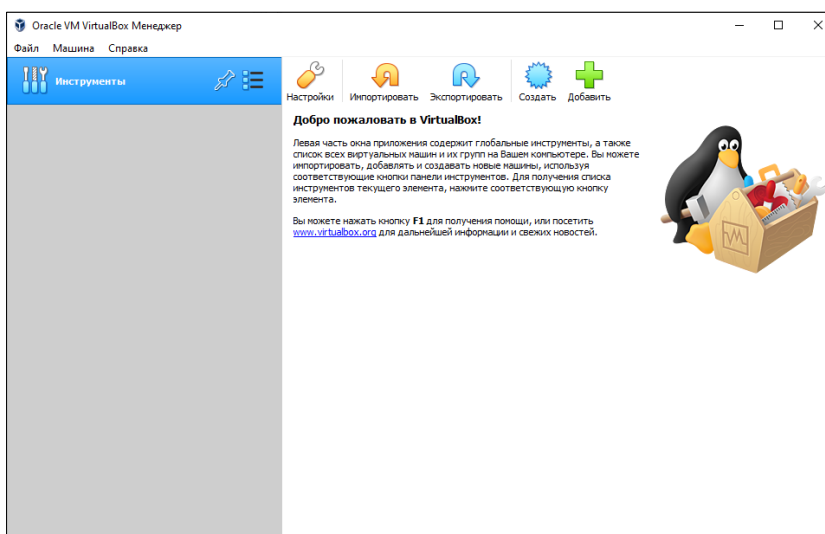 Oracle VM VirtualBox Менеджер
Файл Машина Справка
Инструменты
Настройки Импортировать Экспортировать Создать Добавить
Добро пожаловать в VirtualBox!
Левая часть окна приложения содержит глобальные инструменты, а также
список всех виртуальных машин и их групп на Вашем компьютере. Вы можете
импортировать, добавлять и создавать новые машины, используя
соответствующие кнопки панели инструментов. Для получения списка
инструментов текущего элемента, нажмите соответствующую кнопку
элемента.
Вы можете нажать кнопку F1 для получения помощи, или посетить
www.virtualbox.org для дальнейшей информации и свежих новостей.